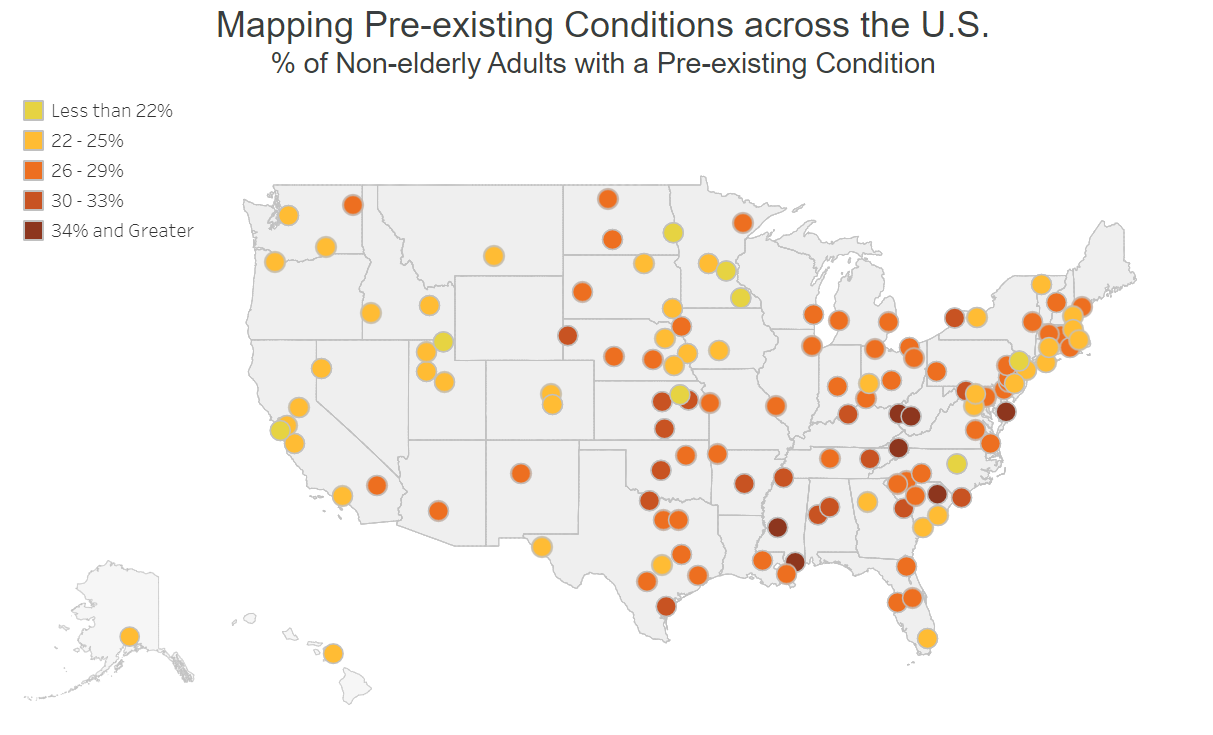 Mapping Pre-existing Conditions across the U.S.
% of Non-elderly Adults with a Pre-existing Condition
Less than 22%
22 - 25%
26 - 29%
30 - 33%
34% and Greater